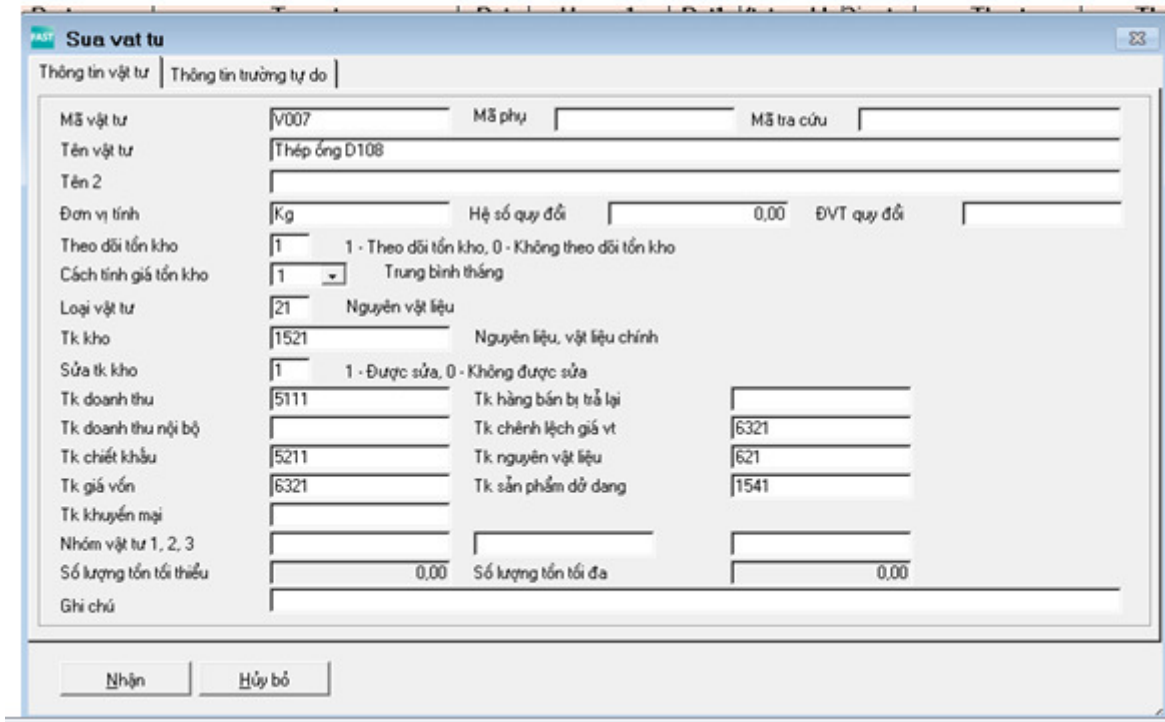 FAST Sua vat tu
Thông tin vật tư Thông tin trường tự do
Mã vật tư V007 Mã phụ Mã tra cứu
Tên vật tư Thép ống D108
Tên 2
Đơn vị tính Kg Hệ số quy đổi 0,00 ĐVT quy đổi
Theo dõi tồn kho 1 1 - Theo dõi tồn kho, 0 - Không theo dõi tồn kho
Cách tính giá tồn kho 1 Trung bình tháng
Loại vật tư 21 Nguyên vật liệu
Tk kho 1521 Nguyên liệu, vật liệu chính
Sửa tk kho 1 1 - Được sửa, 0 - Không được sửa
Tk doanh thu 5111 Tk hàng bán bị trả lại
Tk doanh thu nội bộ Tk chênh lệch giá vt 6321
Tk chiết khấu 5211 Tk nguyên vật liệu 621
Tk giá vốn 6321 Tk sản phẩm dở dang 1541
Tk khuyến mại
Nhóm vật tư 1, 2, 3
Số lượng tồn tối thiểu 0,00 Số lượng tồn tối đa 0,00
Ghi chú
Nhận Hủy bỏ